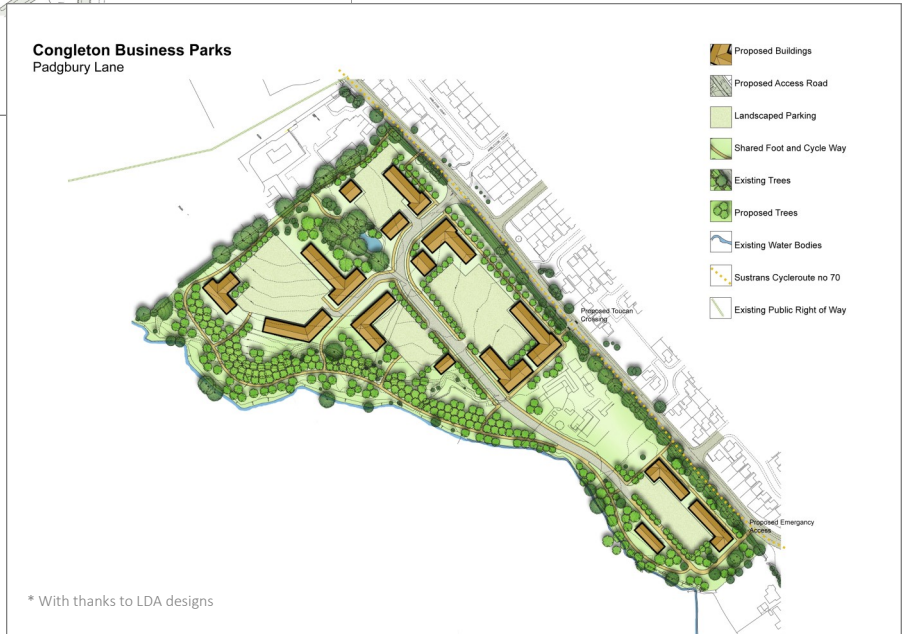 Congleton Business Parks
Padgbury Lane
Proposed Buildings
Proposed Access Road
Landscaped Parking
Shared Foot and Cycle Way
Existing Trees
Proposed Trees
Existing Water Bodies
Sustrans Cycleroute no 70
Existing Public Right of Way
Proposed Toucan
Crossing
Proposed Emergency
Access
* With thanks to LDA designs